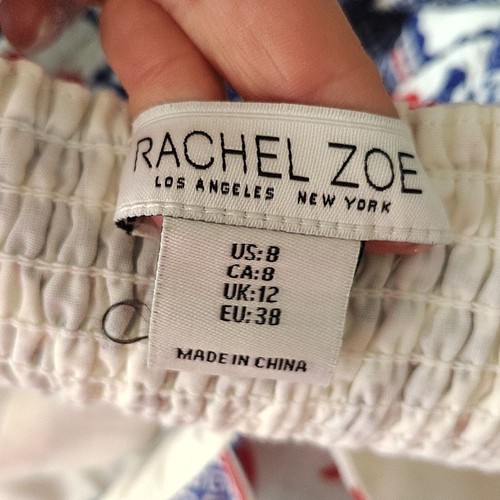 RACHEL ZOE
LOS ANGELES NEW YORK
US:8
CA:8
UK:12
EU:38
MADE IN CHINA